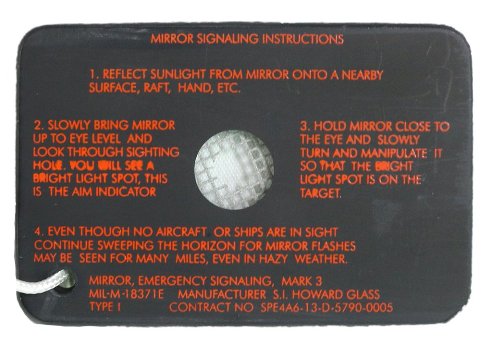 MIRROR SIGNALING INSTRUCTIONS
1. REFLECT SUNLIGHT FROM MIRROR ONTO A NEARBY
SURFACE, RAFT, HAND, ETC.
2. SLOWLY BRING MIRROR
UP TO EYE LEVEL AND
LOOK THROUGH SIGHTING
HOLE. YOU WILL SEE A
BRIGHT LIGHT SPOT, THIS
IS THE AIM INDICATOR
3. HOLD MIRROR CLOSE TO
THE EYE AND SLOWLY
TURN AND MANIPULATE IT
SO THAT THE BRIGHT
LIGHT SPOT IS ON THE
TARGET.
4. EVEN THOUGH NO AIRCRAFT OR SHIPS ARE IN SIGHT
CONTINUE SWEEPING THE HORIZON FOR MIRROR FLASHES
MAY BE SEEN FOR MANY MILES, EVEN IN HAZY WEATHER.
MIRROR, EMERGENCY SIGNALING, MARK 3
MIL-M-18371E MANUFACTURER S.I. HOWARD GLASS
TYPE I CONTRACT NO SPE4A6-13-D-5790-0005